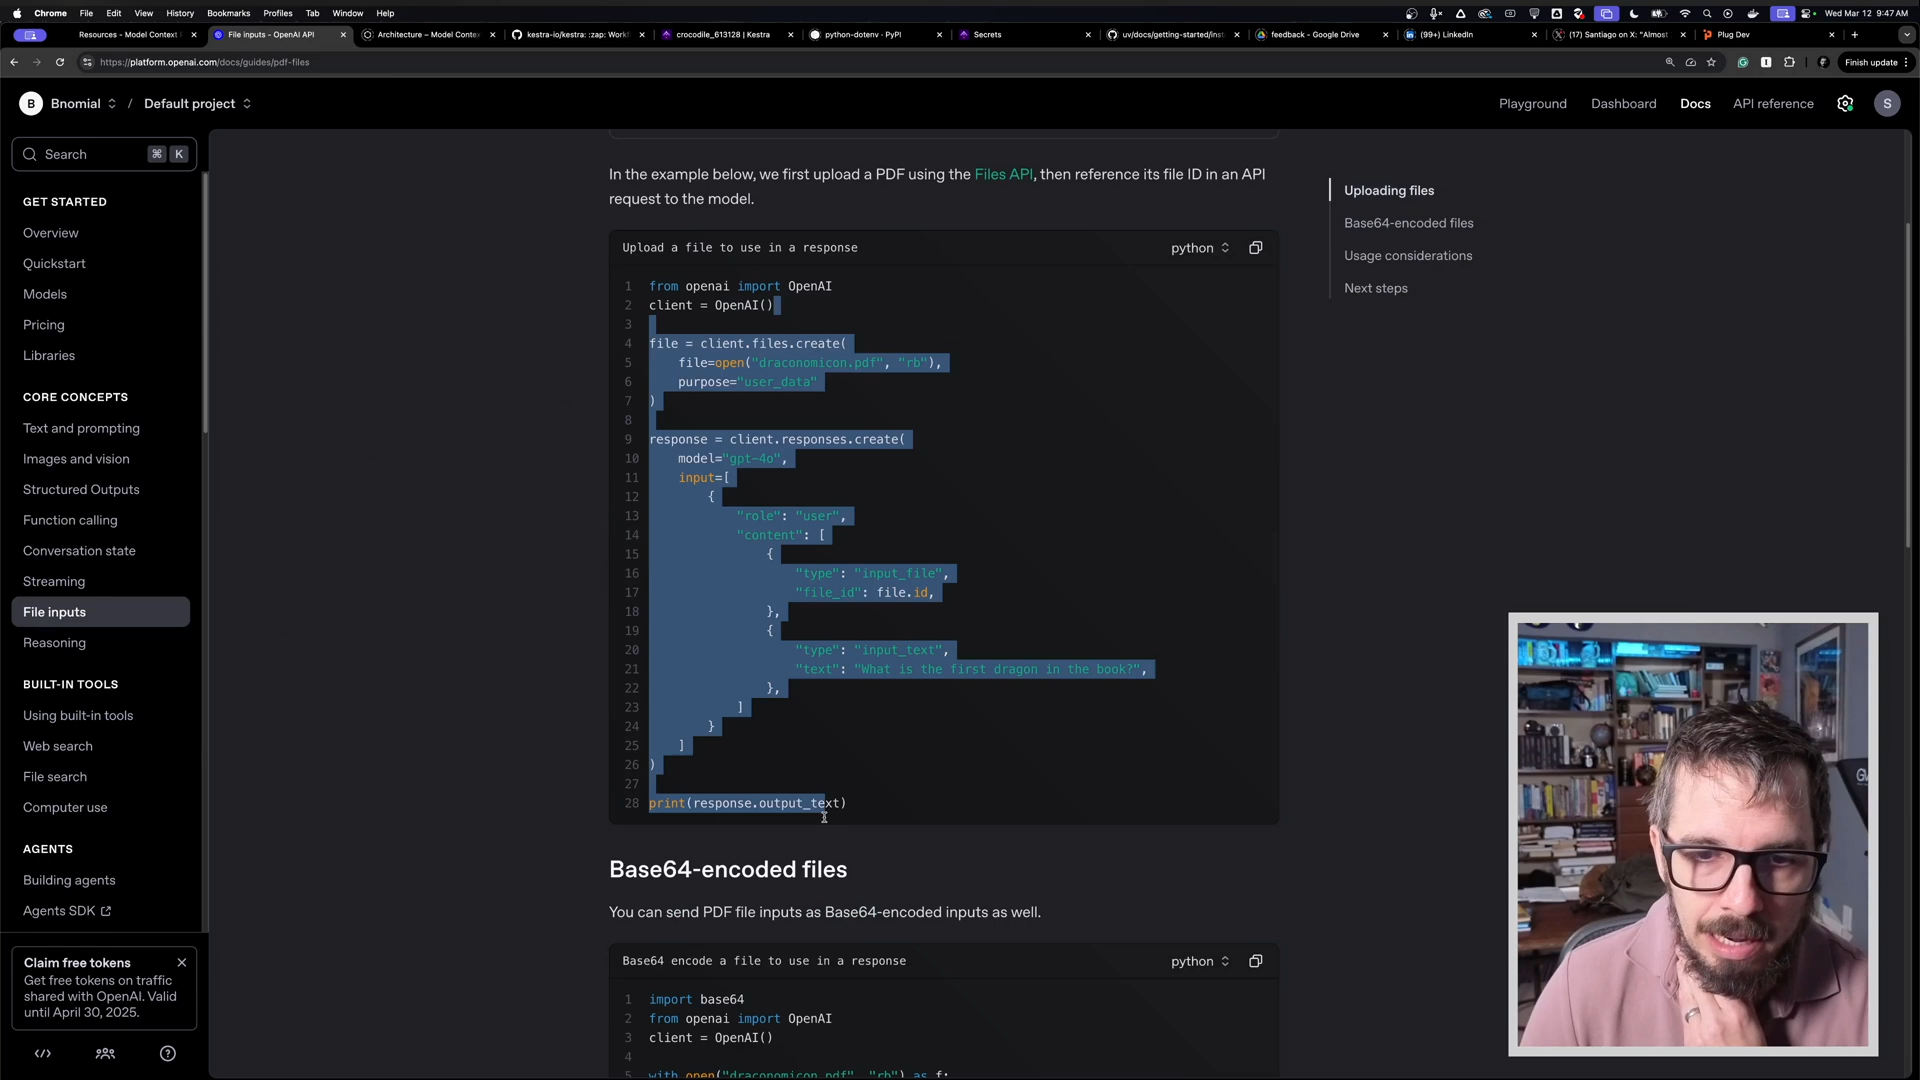 Chrome File Edit View History Bookmarks Profiles Tab Window Help Wed Mar 12 9:47 AM
Resources - Model Context File inputs - OpenAI API Architecture – Model Contex kestra-io/kestra: :zap: Workf crocodile_613128 | Kestra python-dotenv · PyPI Secrets uv/docs/getting-started/inst feedback - Google Drive (99+) LinkedIn (17) Santiago on X: "Almost Plug Dev
https://platform.openai.com/docs/guides/pdf-files Finish update
B Bnomial / Default project Playground Dashboard Docs API reference S
Search ⌘ K
GET STARTED
Overview
Quickstart
Models
Pricing
Libraries
CORE CONCEPTS
Text and prompting
Images and vision
Structured Outputs
Function calling
Conversation state
Streaming
File inputs
Reasoning
BUILT-IN TOOLS
Using built-in tools
Web search
File search
Computer use
AGENTS
Building agents
Agents SDK
Claim free tokens
Get free tokens on traffic
shared with OpenAI. Valid
until April 30, 2025.
In the example below, we first upload a PDF using the Files API, then reference its file ID in an API
request to the model.
Upload a file to use in a response python
1 from openai import OpenAI
2 client = OpenAI()
3
4 file = client.files.create(
5 file=open("draconomicon.pdf", "rb"),
6 purpose="user_data"
7 )
8
9 response = client.responses.create(
10 model="gpt-4o",
11 input=[
12 {
13 "role": "user",
14 "content": [
15 {
16 "type": "input_file",
17 "file_id": file.id,
18 },
19 {
20 "type": "input_text",
21 "text": "What is the first dragon in the book?",
22 },
23 ]
24 }
25 ]
26 )
27
28 print(response.output_text)
Base64-encoded files
You can send PDF file inputs as Base64-encoded inputs as well.
Base64 encode a file to use in a response python
1 import base64
2 from openai import OpenAI
3 client = OpenAI()
4
5 with open("draconomicon.pdf", "rb") as f:
Uploading files
Base64-encoded files
Usage considerations
Next steps